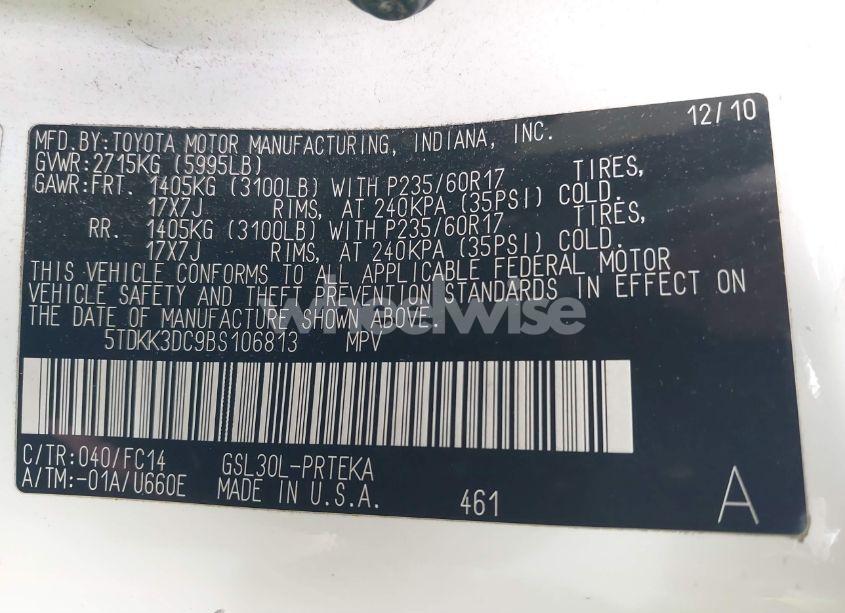 12/10
MFD.BY:TOYOTA MOTOR MANUFACTURING, INDIANA, INC.
GVWR:2715KG (5995LB)
GAWR:FRT. 1405KG (3100LB) WITH P235/60R17 TIRES,
17X7J RIMS, AT 240KPA (35PSI) COLD.
RR. 1405KG (3100LB) WITH P235/60R17 TIRES,
17X7J RIMS, AT 240KPA (35PSI) COLD.
THIS VEHICLE CONFORMS TO ALL APPLICABLE FEDERAL MOTOR
VEHICLE SAFETY AND THEFT PREVENTION STANDARDS IN EFFECT ON
THE DATE OF MANUFACTURE SHOWN ABOVE.
wheelwise
5TDKK3DC9BS106813 MPV
C/TR:040/FC14 GSL30L-PRTEKA
A/TM:-01A/U660E MADE IN U.S.A. 461 A